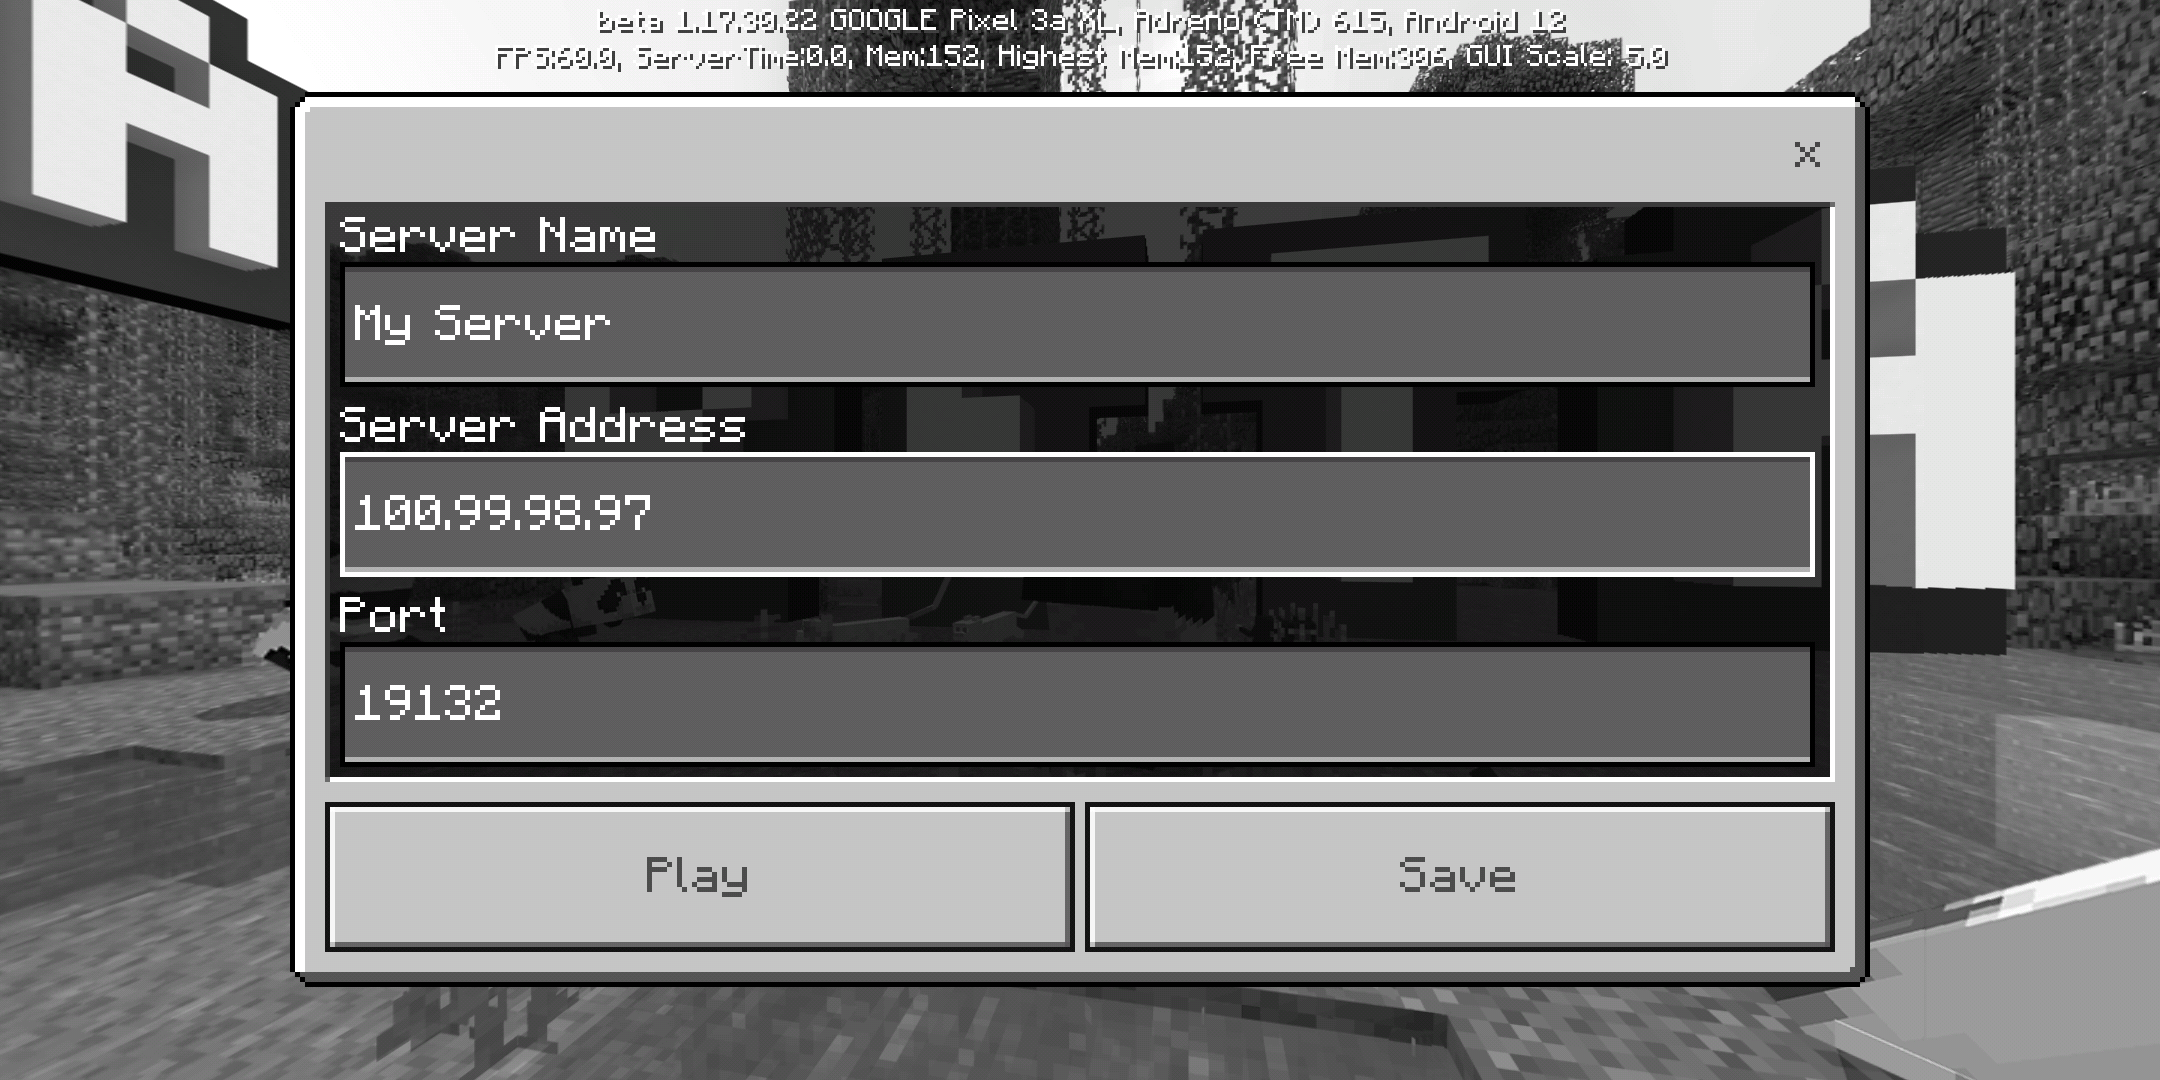 beta 1.17.30.22 GOOGLE Pixel 3a XL, Adreno (TM) 615, Android 12
FPS:60.0, ServerTime:0.0, Mem:152, Highest Mem:152, Free Mem:306, GUI Scale: 5.0
Server Name
My Server
Server Address
100.99.98.97
Port
19132
Play
Save